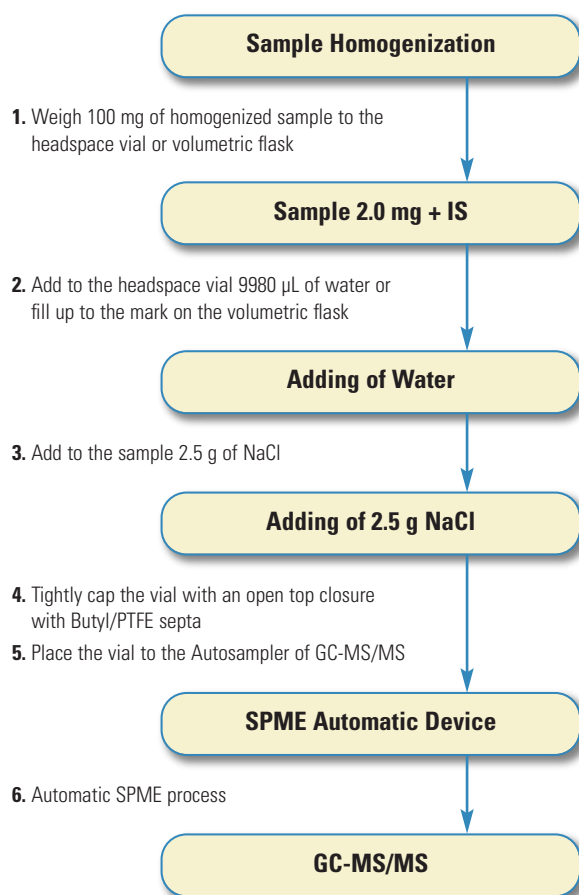 Sample Homogenization
1. Weigh 100 mg of homogenized sample to the
headspace vial or volumetric flask
Sample 2.0 mg + IS
2. Add to the headspace vial 9980 µL of water or
fill up to the mark on the volumetric flask
Adding of Water
3. Add to the sample 2.5 g of NaCl
Adding of 2.5 g NaCl
4. Tightly cap the vial with an open top closure
with Butyl/PTFE septa
5. Place the vial to the Autosampler of GC-MS/MS
SPME Automatic Device
6. Automatic SPME process
GC-MS/MS